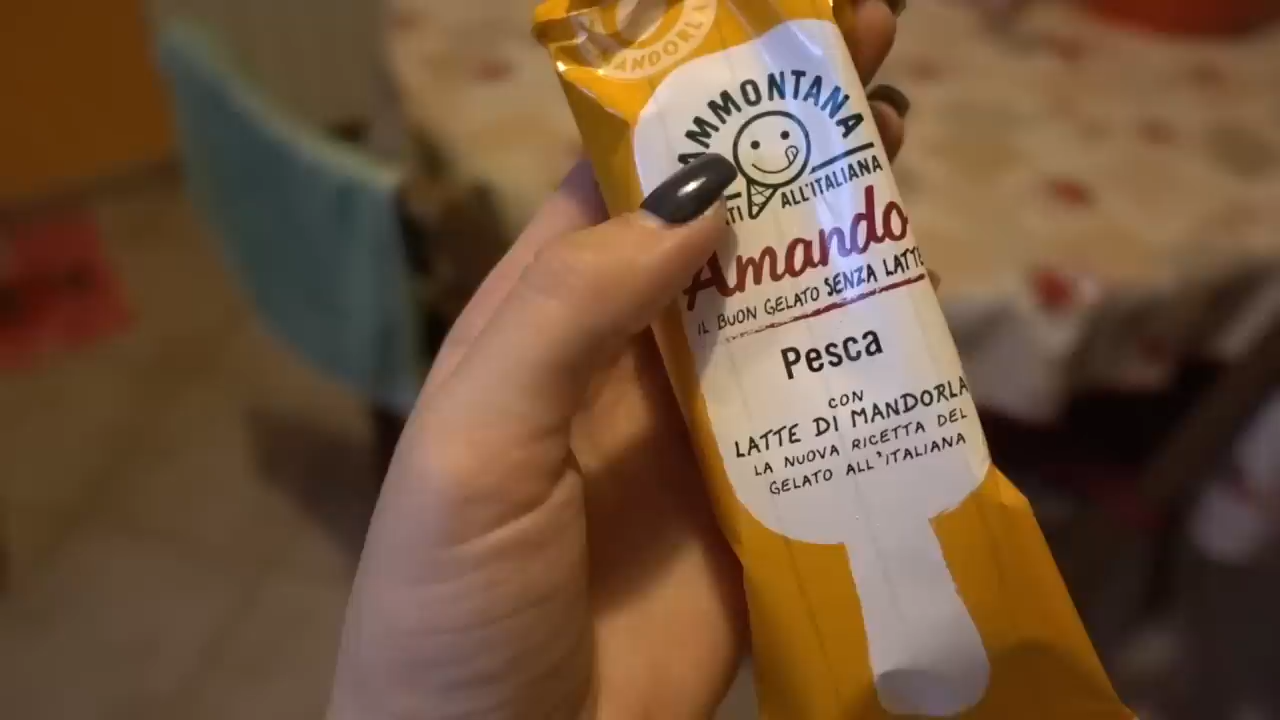 MANDORLA
AMMONTANA
ALL'ITALIANA
Amando
IL BUON GELATO SENZA LATTE
Pesca
CON
LATTE DI MANDORLA
LA NUOVA RICETTA DEL
GELATO ALL'ITALIANA